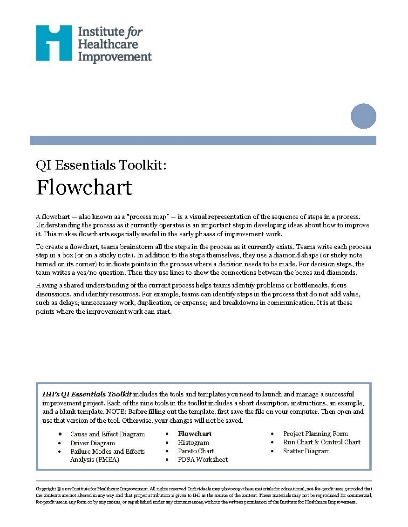 Institute for
Healthcare
Improvement
QI Essentials Toolkit:
Flowchart
A flowchart — also known as a "process map" — is a visual representation of the sequence of steps in a process.
Understanding the process as it currently operates is an important step in developing ideas about how to improve
it. This makes flowcharts especially useful in the early phases of improvement work.
To create a flowchart, teams brainstorm all the steps in the process as it currently exists. Teams write each process
step in a box (or on a sticky note). In addition to the steps themselves, they use a diamond shape (or sticky note
turned on its corner) to indicate points in the process where a decision needs to be made. For decision steps, the
team writes a yes/no question. Then they use lines to show the connections between the boxes and diamonds.
Having a shared understanding of the current process helps teams identify problems or bottlenecks, focus
discussions, and identify resources. For example, teams can identify steps in the process that do not add value,
such as delays; unnecessary work, duplication, or expense; and breakdowns in communication. It is at these
points where the improvement work can start.
IHI's QI Essentials Toolkit includes the tools and templates you need to launch and manage a successful
improvement project. Each of the nine tools in the toolkit includes a short description, instructions, an example,
and a blank template. NOTE: Before filling out the template, first save the file on your computer. Then open and
use that version of the tool. Otherwise, your changes will not be saved.
• Cause and Effect Diagram
• Driver Diagram
• Failure Modes and Effects
Analysis (FMEA)
• Flowchart
• Histogram
• Pareto Chart
• PDSA Worksheet
• Project Planning Form
• Run Chart & Control Chart
• Scatter Diagram
Copyright © Institute for Healthcare Improvement. All rights reserved. Individuals may photocopy these materials for educational, not-for-profit uses, provided that
the contents are not altered in any way and that proper attribution is given to IHI as the source of the content. These materials may not be reproduced for commercial,
for-profit use in any form or by any means, or republished under any circumstances, without the written permission of the Institute for Healthcare Improvement.